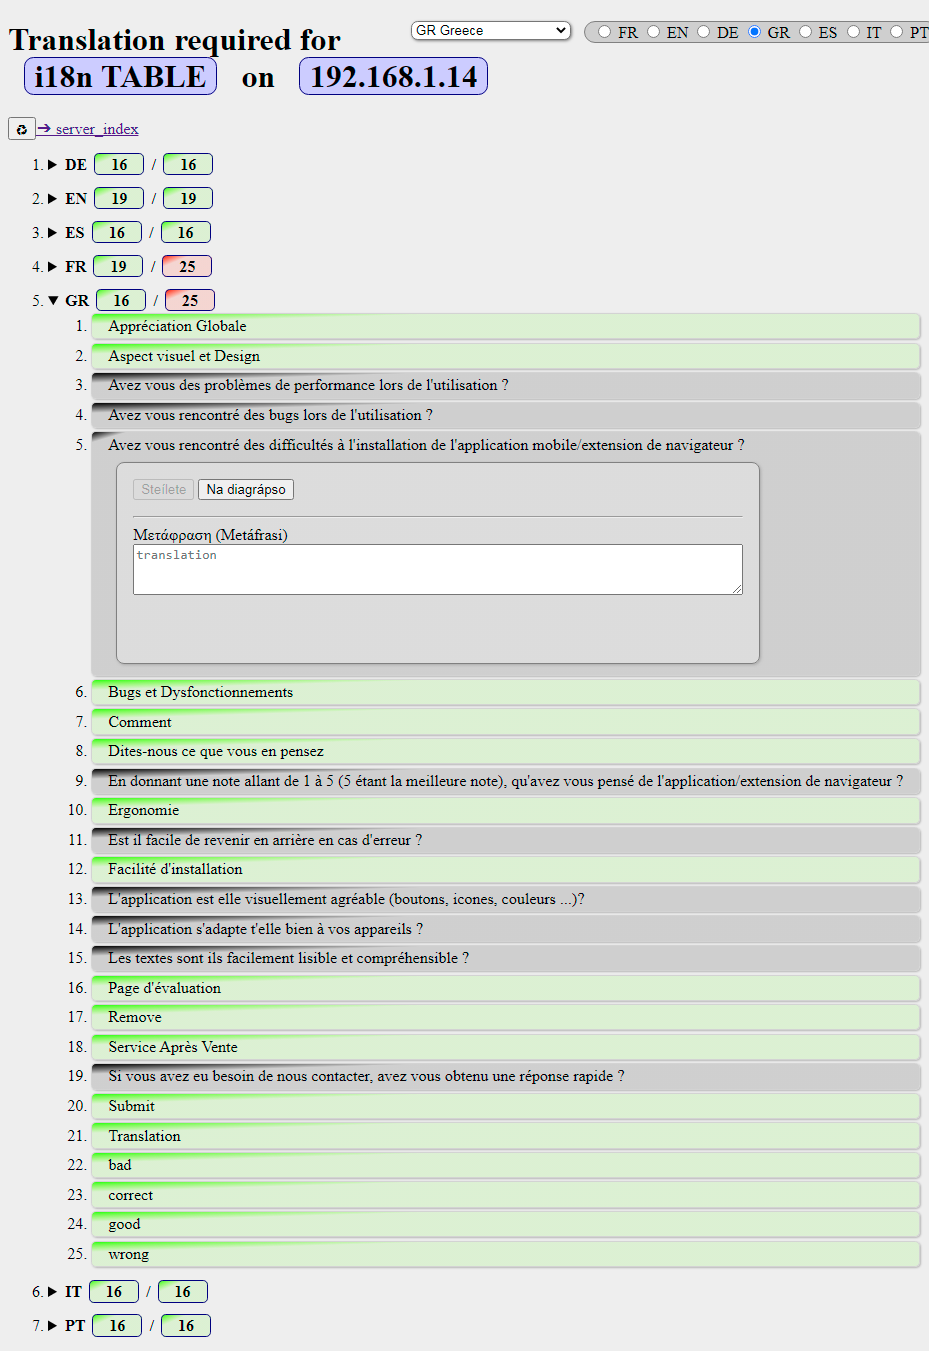 Translation required for
GR Greece
FR EN DE GR ES IT PT
i18n TABLE on 192.168.1.14
♻ ➔ server_index
1. ▶ DE 16 / 16
2. ▶ EN 19 / 19
3. ▶ ES 16 / 16
4. ▶ FR 19 / 25
5. ▼ GR 16 / 25
1. Appréciation Globale
2. Aspect visuel et Design
3. Avez vous des problèmes de performance lors de l'utilisation ?
4. Avez vous rencontré des bugs lors de l'utilisation ?
5. Avez vous rencontré des difficultés à l'installation de l'application mobile/extension de navigateur ?
Steílete Na diagrápso
Μετάφραση (Metáfrasi)
translation
6. Bugs et Dysfonctionnements
7. Comment
8. Dites-nous ce que vous en pensez
9. En donnant une note allant de 1 à 5 (5 étant la meilleure note), qu'avez vous pensé de l'application/extension de navigateur ?
10. Ergonomie
11. Est il facile de revenir en arrière en cas d'erreur ?
12. Facilité d'installation
13. L'application est elle visuellement agréable (boutons, icones, couleurs ...)?
14. L'application s'adapte t'elle bien à vos appareils ?
15. Les textes sont ils facilement lisible et compréhensible ?
16. Page d'évaluation
17. Remove
18. Service Après Vente
19. Si vous avez eu besoin de nous contacter, avez vous obtenu une réponse rapide ?
20. Submit
21. Translation
22. bad
23. correct
24. good
25. wrong
6. ▶ IT 16 / 16
7. ▶ PT 16 / 16